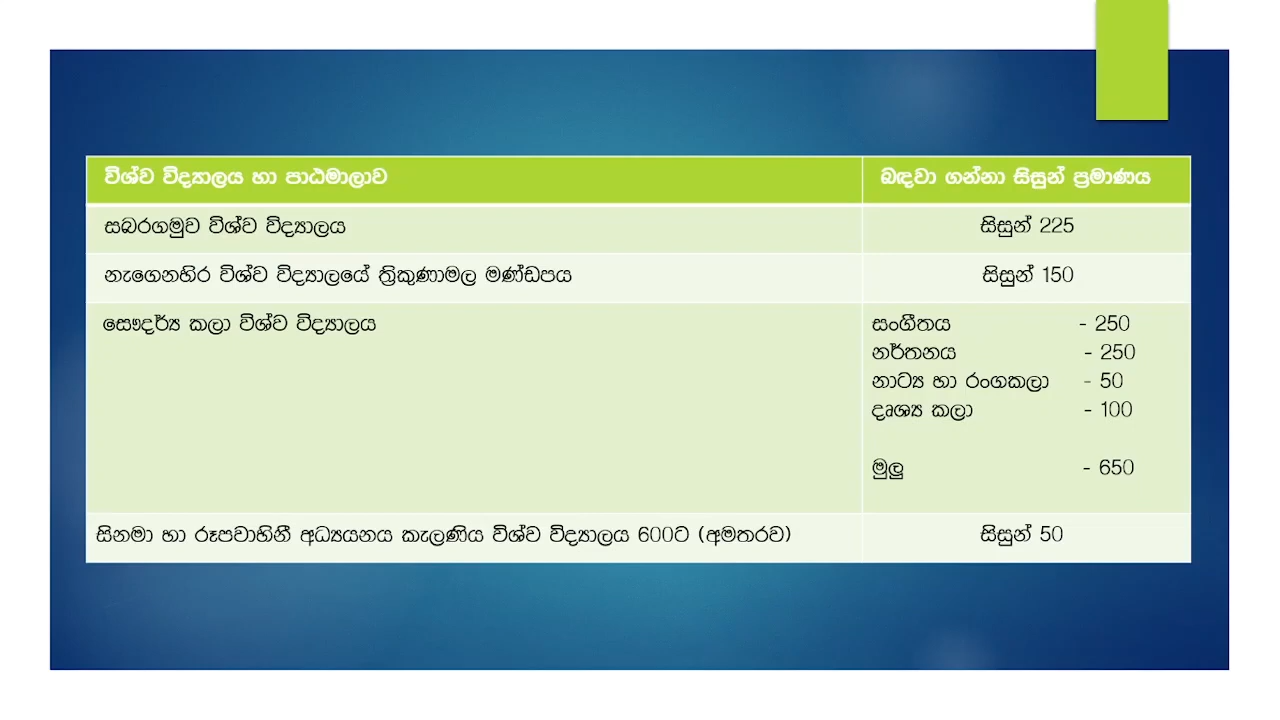 විශ්ව විද්‍යාලය හා පාඨමාලාව බඳවා ගන්නා සිසුන් ප්‍රමාණය
සබරගමුව විශ්ව විද්‍යාලය සිසුන් 225
නැගෙනහිර විශ්ව විද්‍යාලයේ ත්‍රිකුණාමල මණ්ඩපය සිසුන් 150
සෞදර්ය කලා විශ්ව විද්‍යාලය සංගීතය - 250
නර්තනය - 250
නාට්‍ය හා රංගකලා - 50
දෘශ්‍ය කලා - 100
මුලු - 650
සිනමා හා රූපවාහිනී අධ්‍යයනය කැලණිය විශ්ව විද්‍යාලය 600ට (අමතරව) සිසුන් 50